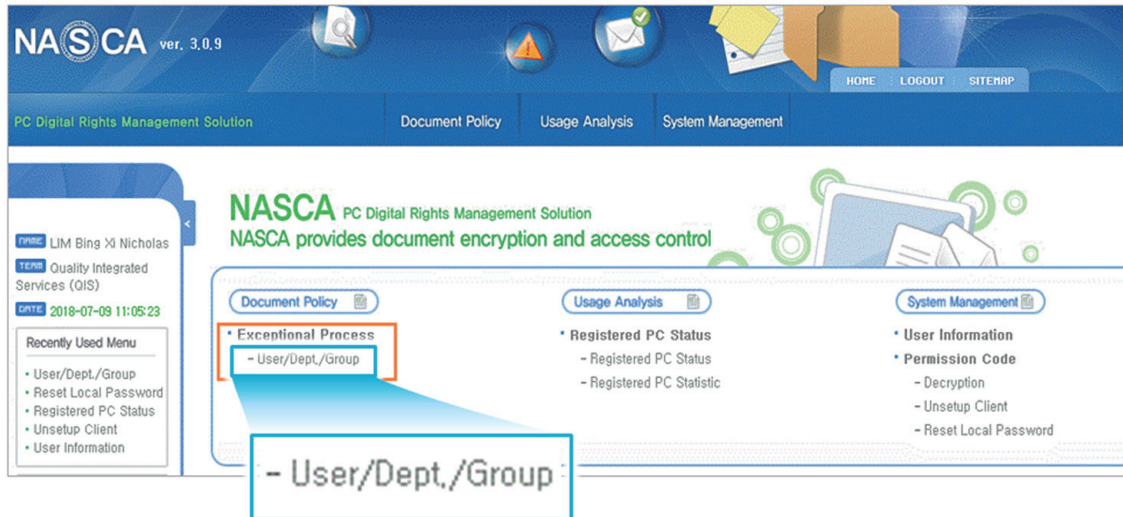 NASCA ver. 3.0.9
HOME LOGOUT SITEMAP
PC Digital Rights Management Solution
Document Policy Usage Analysis System Management
NAME LIM Bing Xi Nicholas
TEAM Quality Integrated
Services (QIS)
DATE 2018-07-09 11:05:23
Recently Used Menu
• User/Dept./Group
• Reset Local Password
• Registered PC Status
• Unsetup Client
• User Information
<
NASCA PC Digital Rights Management Solution
NASCA provides document encryption and access control
Document Policy
• Exceptional Process
- User/Dept./Group
- User/Dept./Group
Usage Analysis
• Registered PC Status
- Registered PC Status
- Registered PC Statistic
System Management
• User Information
• Permission Code
- Decryption
- Unsetup Client
- Reset Local Password